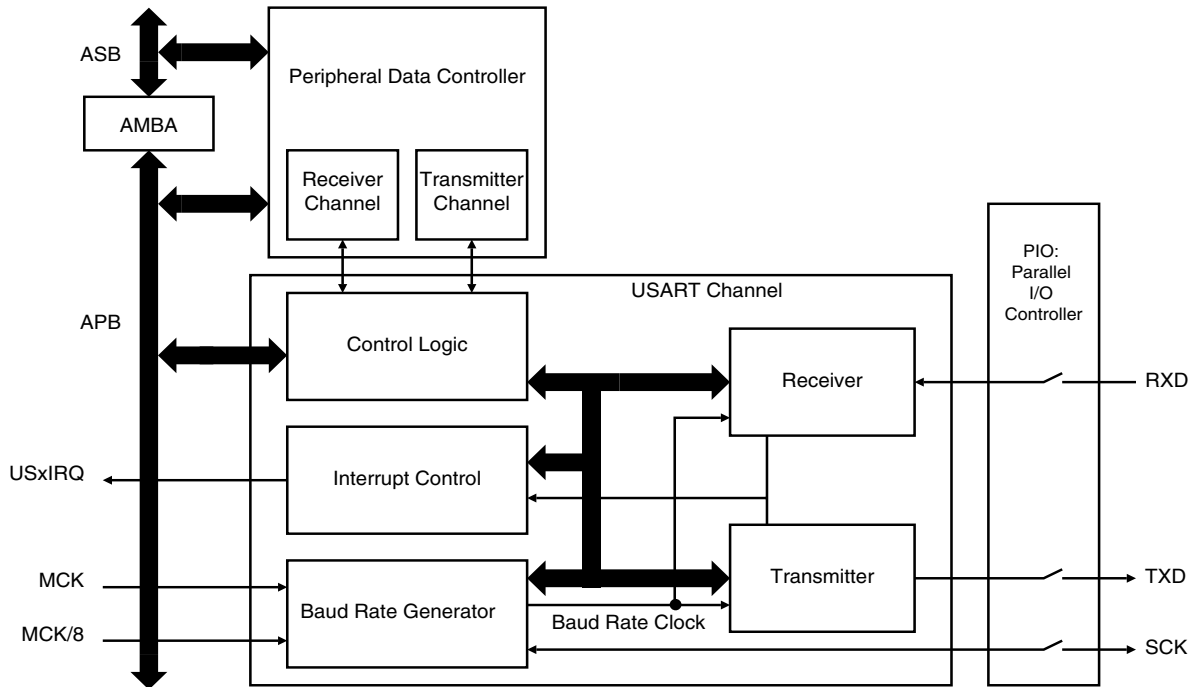 ASB
Peripheral Data Controller
AMBA
Receiver
Channel
Transmitter
Channel
PIO:
Parallel
I/O
Controller
USART Channel
APB
Control Logic
Receiver
RXD
USxIRQ
Interrupt Control
MCK
Baud Rate Generator
Transmitter
TXD
Baud Rate Clock
MCK/8
SCK